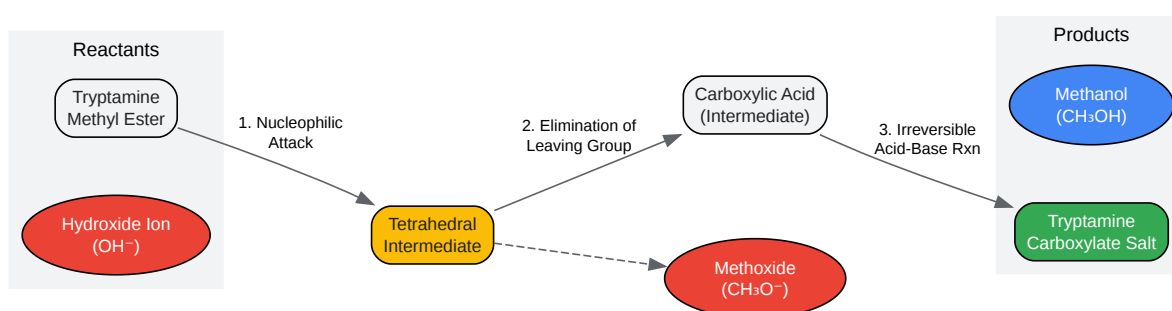 Reactants
Tryptamine
Methyl Ester
Hydroxide Ion
(OH⁻)
1. Nucleophilic
Attack
Tetrahedral
Intermediate
2. Elimination of
Leaving Group
Carboxylic Acid
(Intermediate)
Methoxide
(CH₃O⁻)
3. Irreversible
Acid-Base Rxn
Products
Methanol
(CH₃OH)
Tryptamine
Carboxylate Salt